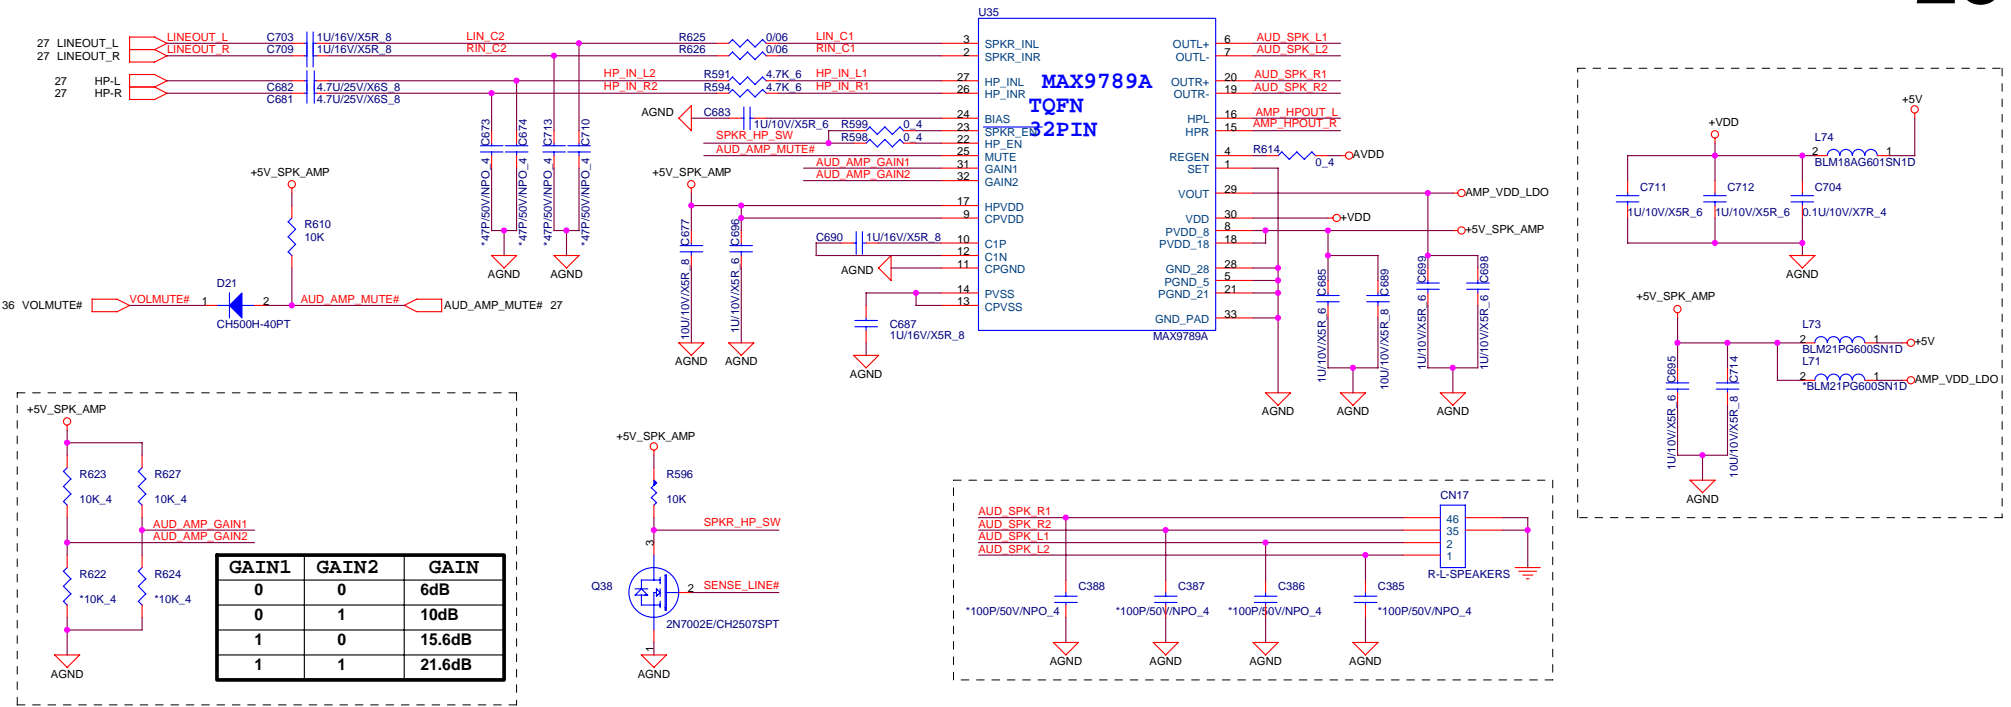 U35
27 LINEOUT_L LINEOUT_L C703 1U/16V/X5R_8 LIN_C2 R625 0/06 LIN_C1
27 LINEOUT_R LINEOUT_R C709 1U/16V/X5R_8 RIN_C2 R626 0/06 RIN_C1
27 HP-L HP_IN_L2 R591 4.7K_6 HP_IN_L1
27 HP-R C682 4.7U/25V/X6S_8 HP_IN_R2 R594 4.7K_6 HP_IN_R1
C681 4.7U/25V/X6S_8
AGND C683 1U/10V/X5R_6
R599 0_4
SPKR_HP_SW R598 0_4
AUD_AMP_MUTE#
AUD_AMP_GAIN1
AUD_AMP_GAIN2
*47P/50V/NPO_4 C673
*47P/50V/NPO_4 C674
*47P/50V/NPO_4 C713
*47P/50V/NPO_4 C710
AGND AGND
MAX9789A
TQFN
32PIN
3 SPKR_INL
2 SPKR_INR
27 HP_INL
26 HP_INR
24 BIAS
23 SPKR_EN
22 HP_EN
25 MUTE
31 GAIN1
32 GAIN2
17 HPVDD
9 CPVDD
10 C1P
12 C1N
11 CPGND
14 PVSS
13 CPVSS
OUTL+ 6 AUD_SPK_L1
OUTL- 7 AUD_SPK_L2
OUTR+ 20 AUD_SPK_R1
OUTR- 19 AUD_SPK_R2
HPL 16 AMP_HPOUT_L
HPR 15 AMP_HPOUT_R
REGEN 4 R614 0_4 AVDD
SET 1
VOUT 29 AMP_VDD_LDO
VDD 30 +VDD
PVDD_8 8 +5V_SPK_AMP
PVDD_18 18
GND_28 28
PGND_5 5
PGND_21 21
GND_PAD 33
MAX9789A
+5V_SPK_AMP
10U/10V/X5R_8 C677
1U/10V/X5R_6 C696
AGND AGND
C690 1U/16V/X5R_8
AGND
C687
1U/16V/X5R_8
AGND
AGND
1U/10V/X5R_6 C685
10U/10V/X5R_8 C689
AGND
1U/10V/X5R_6 C699
1U/10V/X5R_6 C698
AGND
+5V_SPK_AMP
R610
10K
D21
36 VOLMUTE# VOLMUTE# 1 2 AUD_AMP_MUTE# AUD_AMP_MUTE# 27
CH500H-40PT
+5V
+VDD
L74
2 1
BLM18AG601SN1D
C711 C712 C704
1U/10V/X5R_6 1U/10V/X5R_6 0.1U/10V/X7R_4
AGND
+5V_SPK_AMP
L73
2 1 +5V
BLM21PG600SN1D
L71
2 1 AMP_VDD_LDO
*BLM21PG600SN1D
1U/10V/X5R_6 C695
10U/10V/X5R_8 C714
AGND
+5V_SPK_AMP
R623 R627
10K_4 10K_4
AUD_AMP_GAIN1
AUD_AMP_GAIN2
R622 R624
*10K_4 *10K_4
AGND
GAIN1 GAIN2 GAIN
0 0 6dB
0 1 10dB
1 0 15.6dB
1 1 21.6dB
+5V_SPK_AMP
R596
10K
SPKR_HP_SW
3
Q38 2 SENSE_LINE#
2N7002E/CH2507SPT
1
AGND
CN17
AUD_SPK_R1 46
AUD_SPK_R2 35
AUD_SPK_L1 2
AUD_SPK_L2 1
R-L-SPEAKERS
C388 C387 C386 C385
*100P/50V/NPO_4 *100P/50V/NPO_4 *100P/50V/NPO_4 *100P/50V/NPO_4
AGND AGND AGND AGND